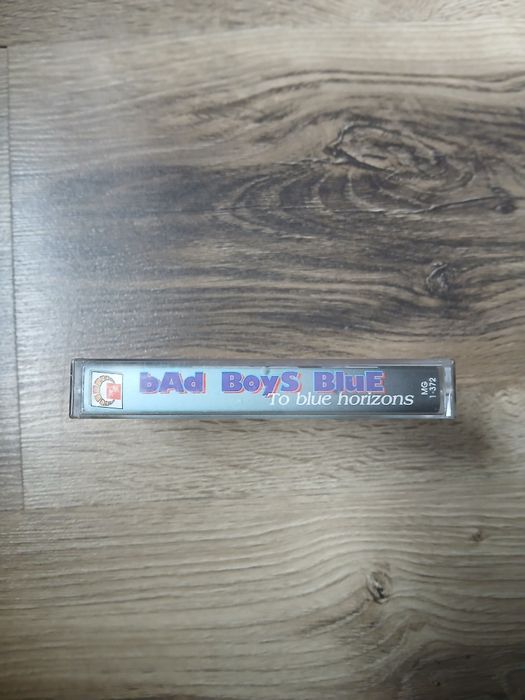 bAd BoyS BluE
To blue horizons
MG
1-372